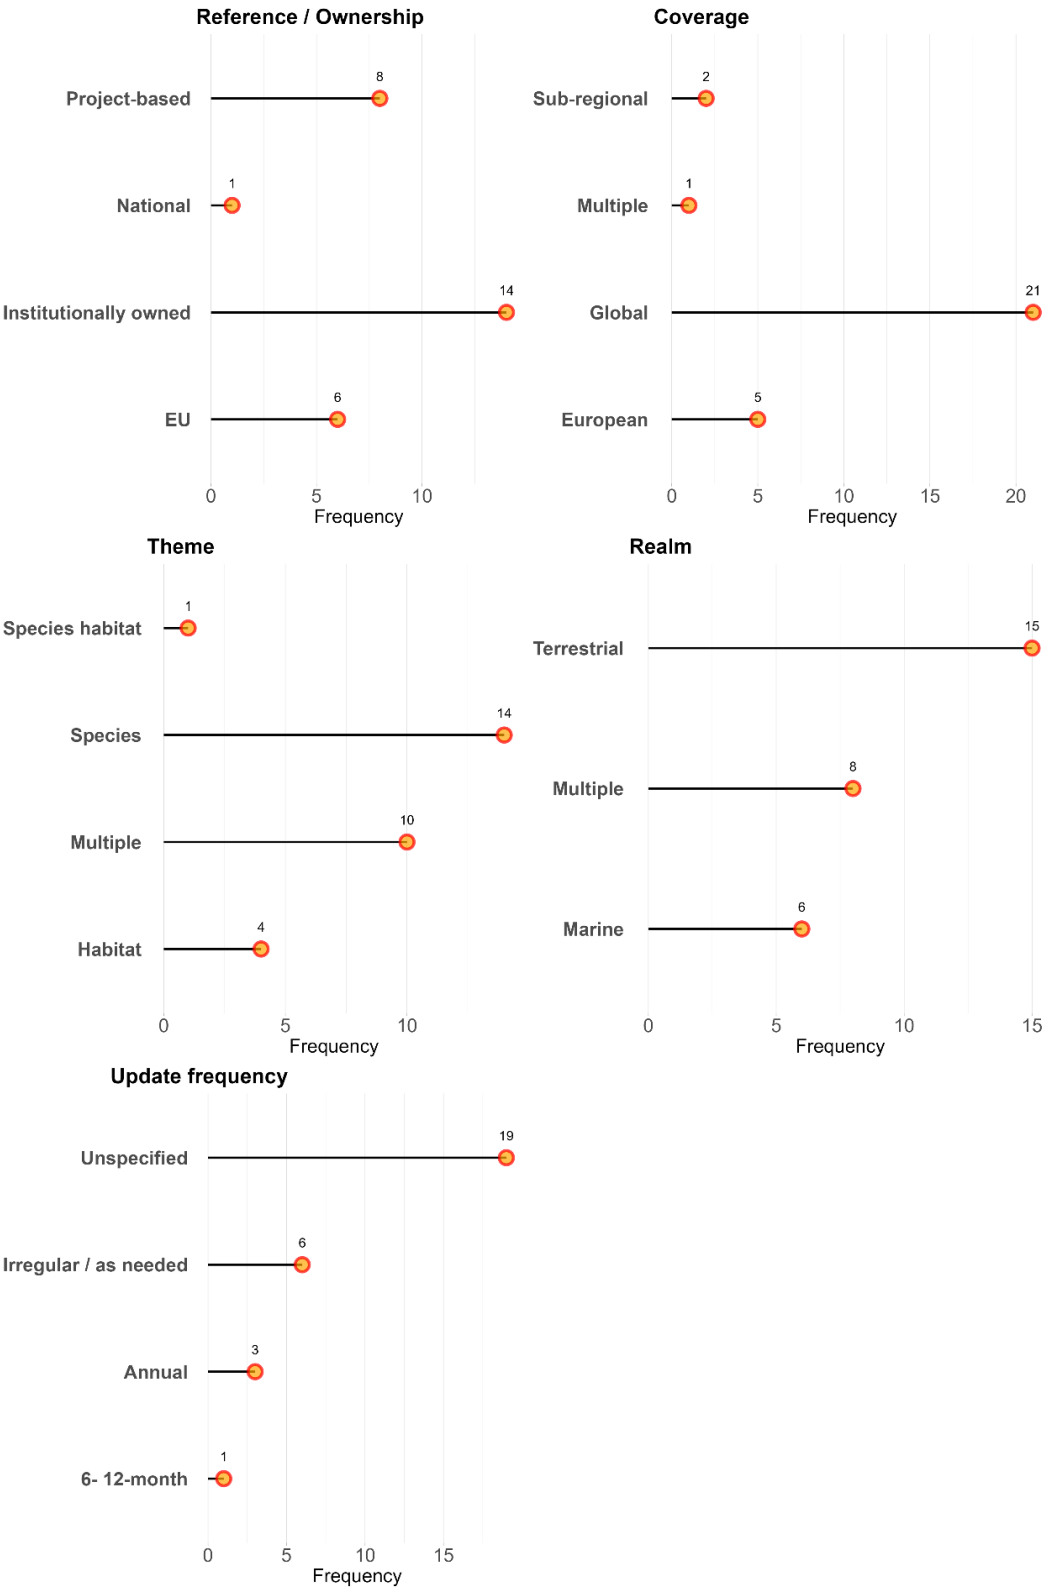 Reference / Ownership
8
Project-based
1
National
14
Institutionally owned
6
EU
0 5 10
Frequency
Coverage
2
Sub-regional
1
Multiple
21
Global
5
European
0 5 10 15 20
Frequency
Theme
1
Species habitat
14
Species
10
Multiple
4
Habitat
0 5 10
Frequency
Realm
15
Terrestrial
8
Multiple
6
Marine
0 5 10 15
Frequency
Update frequency
19
Unspecified
6
Irregular / as needed
3
Annual
1
6- 12-month
0 5 10 15
Frequency